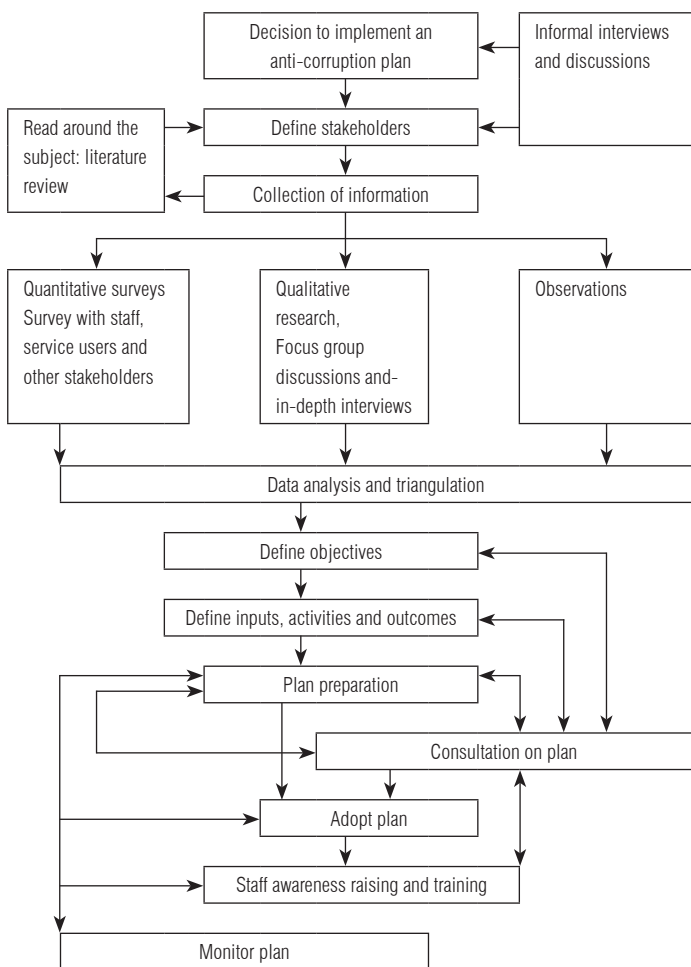 Decision to implement an
anti-corruption plan
Informal interviews
and discussions
Read around the
subject: literature
review
Define stakeholders
Collection of information
Quantitative surveys
Survey with staff,
service users and
other stakeholders
Qualitative
research,
Focus group
discussions and-
in-depth interviews
Observations
Data analysis and triangulation
Define objectives
Define inputs, activities and outcomes
Plan preparation
Consultation on plan
Adopt plan
Staff awareness raising and training
Monitor plan